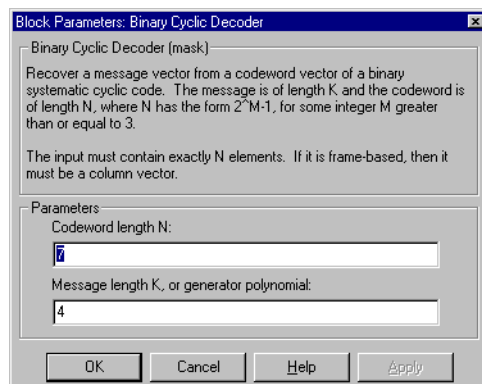 Block Parameters: Binary Cyclic Decoder
Binary Cyclic Decoder (mask)
Recover a message vector from a codeword vector of a binary
systematic cyclic code. The message is of length K and the codeword is
of length N, where N has the form 2^M-1, for some integer M greater
than or equal to 3.
The input must contain exactly N elements. If it is frame-based, then it
must be a column vector.
Parameters
Codeword length N:
7
Message length K, or generator polynomial:
4
OK Cancel Help Apply